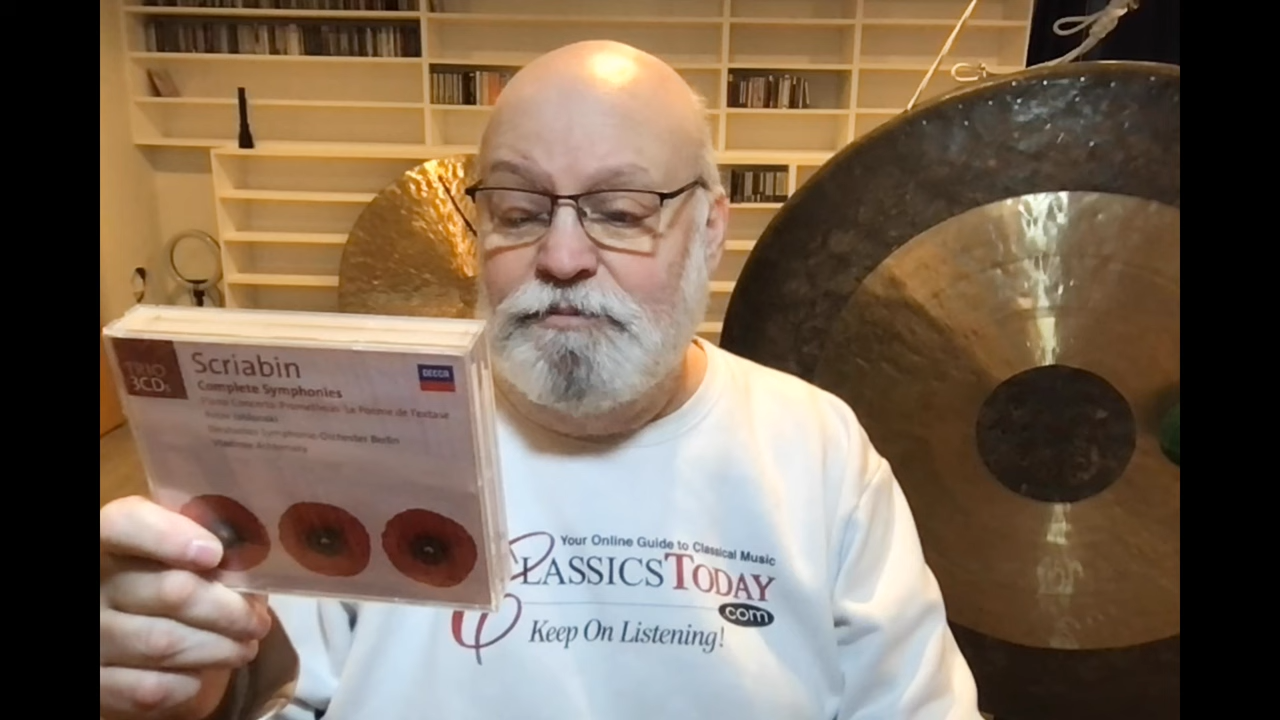 TRIO
3CDs
Scriabin
DECCA
Complete Symphonies
Piano Concerto/Prometheus/Le Poème de l'extase
Deutsches Symphonie-Orchester Berlin
Vladimir Ashkenazy
Your Online Guide to Classical Music
CLASSICSTODAY
com
Keep On Listening!